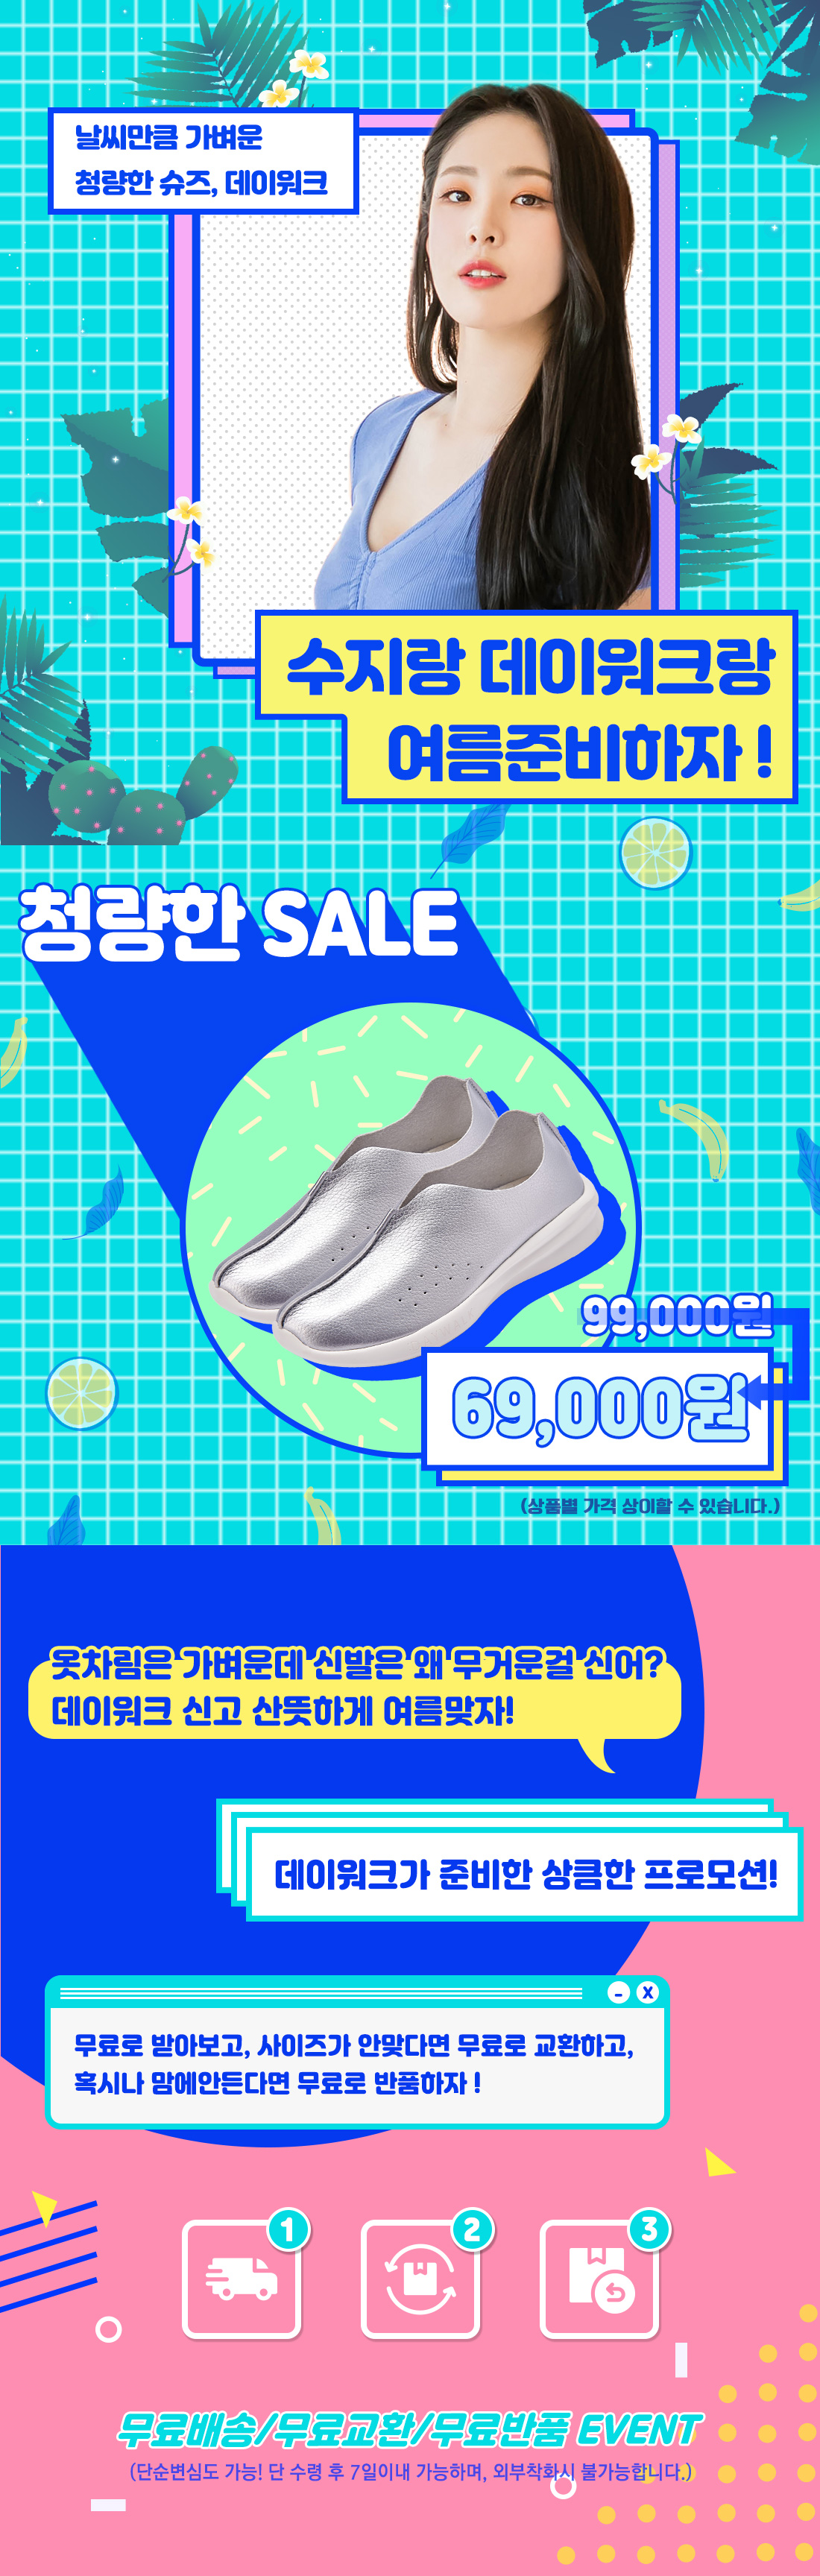 날씨만큼 가벼운
청량한 슈즈, 데이워크
수지랑 데이워크랑
여름준비하자 !
청량한 SALE
99,000원
69,000원
(상품별 가격 상이할 수 있습니다.)
옷차림은 가벼운데 신발은 왜 무거운걸 신어?
데이워크 신고 산뜻하게 여름맞자!
데이워크가 준비한 상큼한 프로모션!
- X
무료로 받아보고, 사이즈가 안맞다면 무료로 교환하고,
혹시나 맘에안든다면 무료로 반품하자 !
1 2 3
무료배송/무료교환/무료반품 EVENT
(단순변심도 가능! 단 수령 후 7일이내 가능하며, 외부착화시 불가능합니다.)